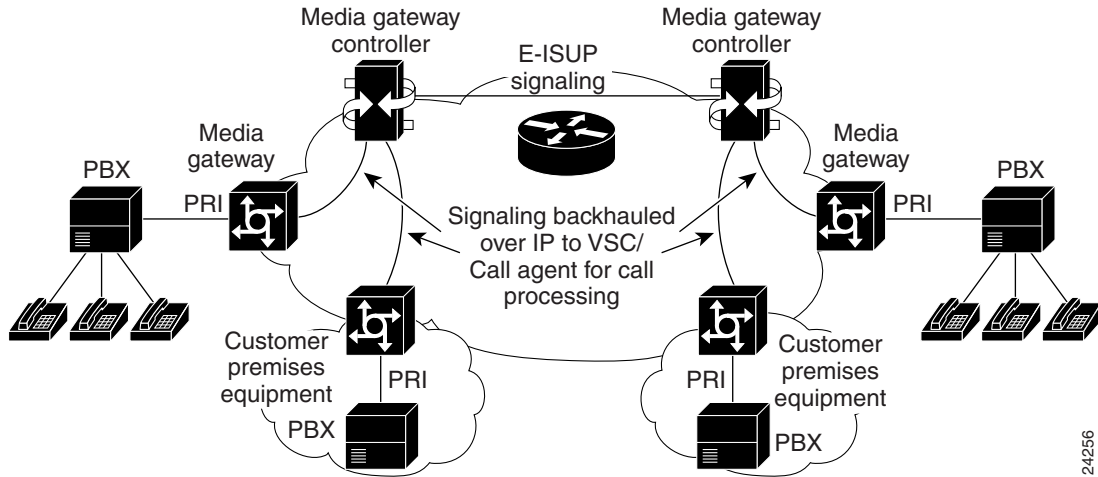 Media gateway
controller
Media gateway
controller
E-ISUP
signaling
Media
gateway
Media
gateway
PBX
PBX
PRI
PRI
Signaling backhauled
over IP to VSC/
Call agent for call
processing
Customer
premises
equipment
Customer
premises
equipment
PRI
PRI
PBX
PBX
24256